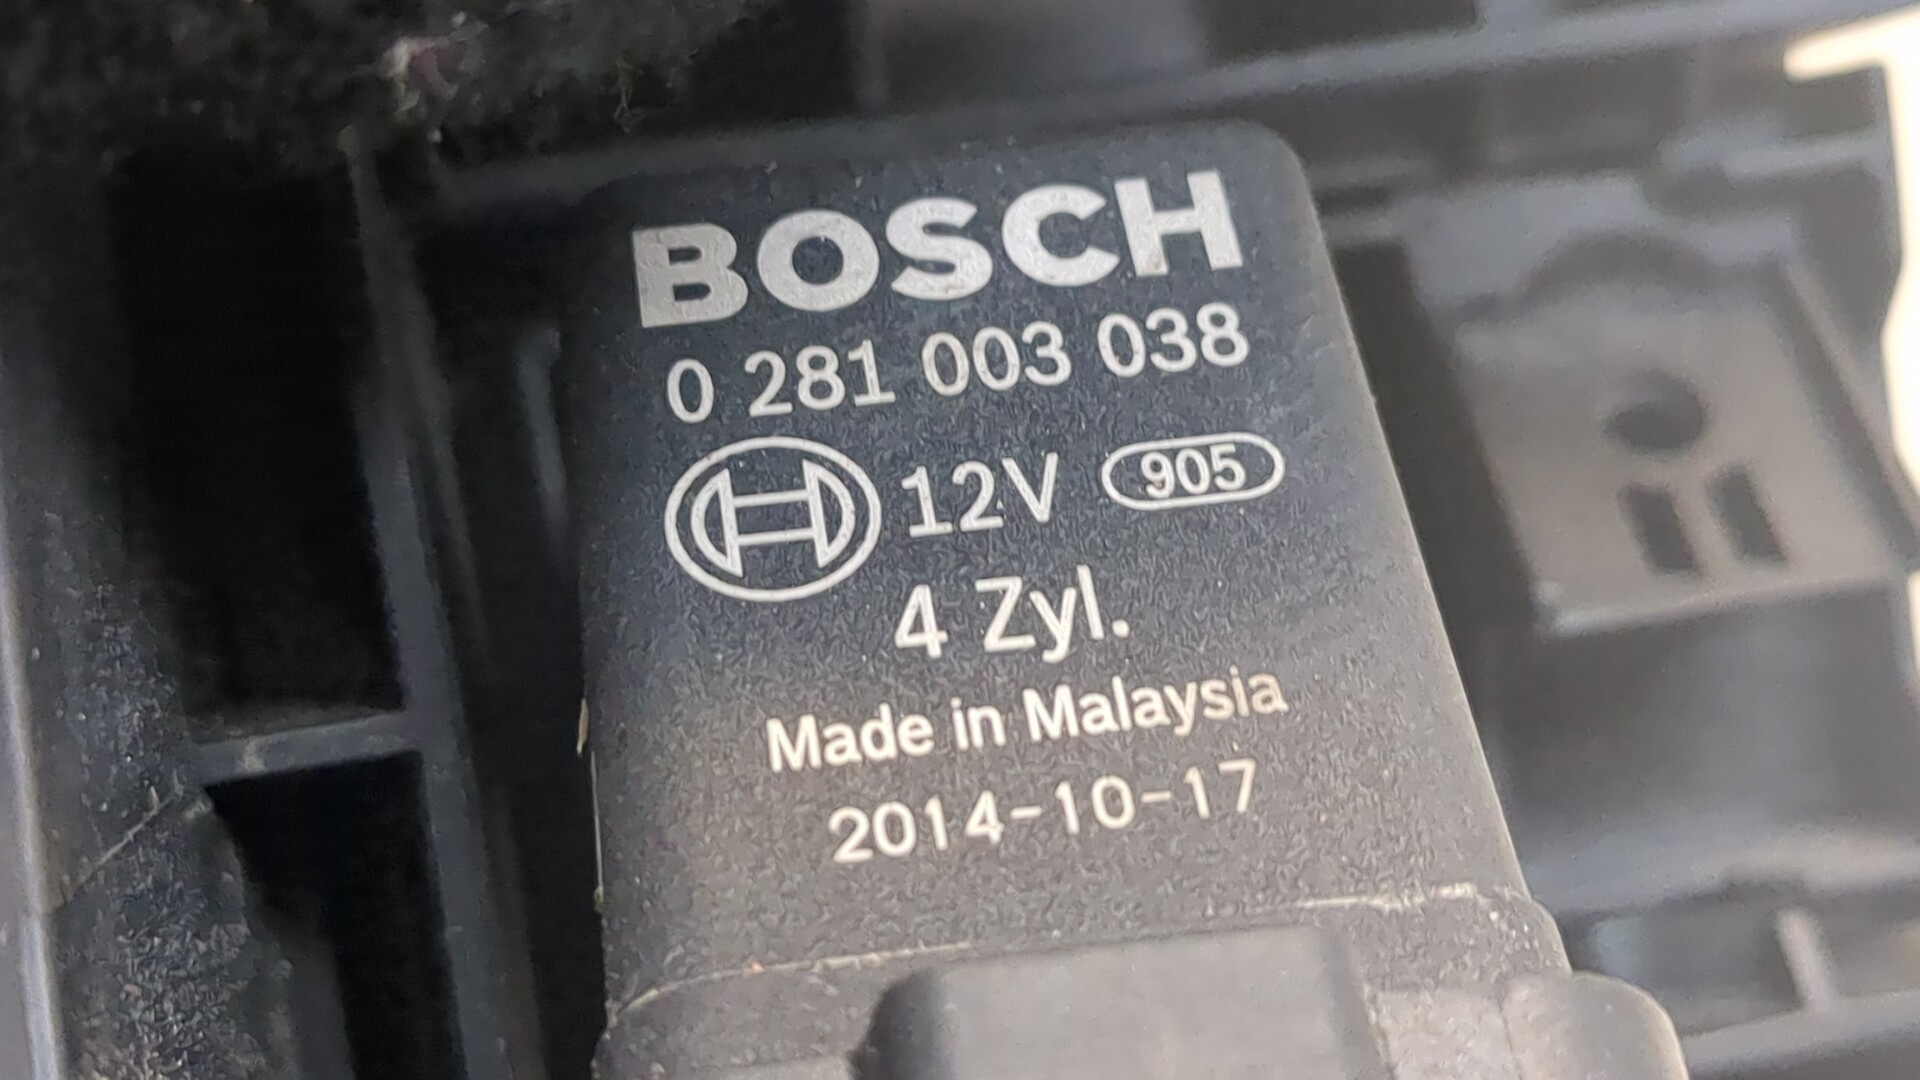 BOSCH
0 281 003 038
12V 905
4 Zyl.
Made in Malaysia
2014-10-17